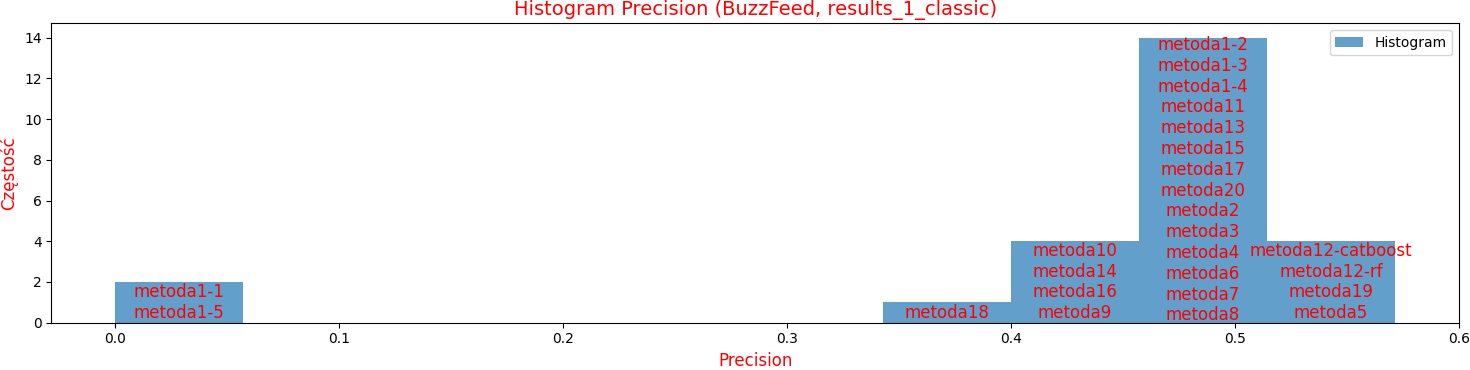 Histogram Precision (BuzzFeed, results_1_classic)
Histogram
Częstość
14
12
10
8
6
4
2
0
metoda1-1
metoda1-5
metoda18
metoda10
metoda14
metoda16
metoda9
metoda1-2
metoda1-3
metoda1-4
metoda11
metoda13
metoda15
metoda17
metoda20
metoda2
metoda3
metoda4
metoda6
metoda7
metoda8
metoda12-catboost
metoda12-rf
metoda19
metoda5
0.0 0.1 0.2 0.3 0.4 0.5 0.6
Precision